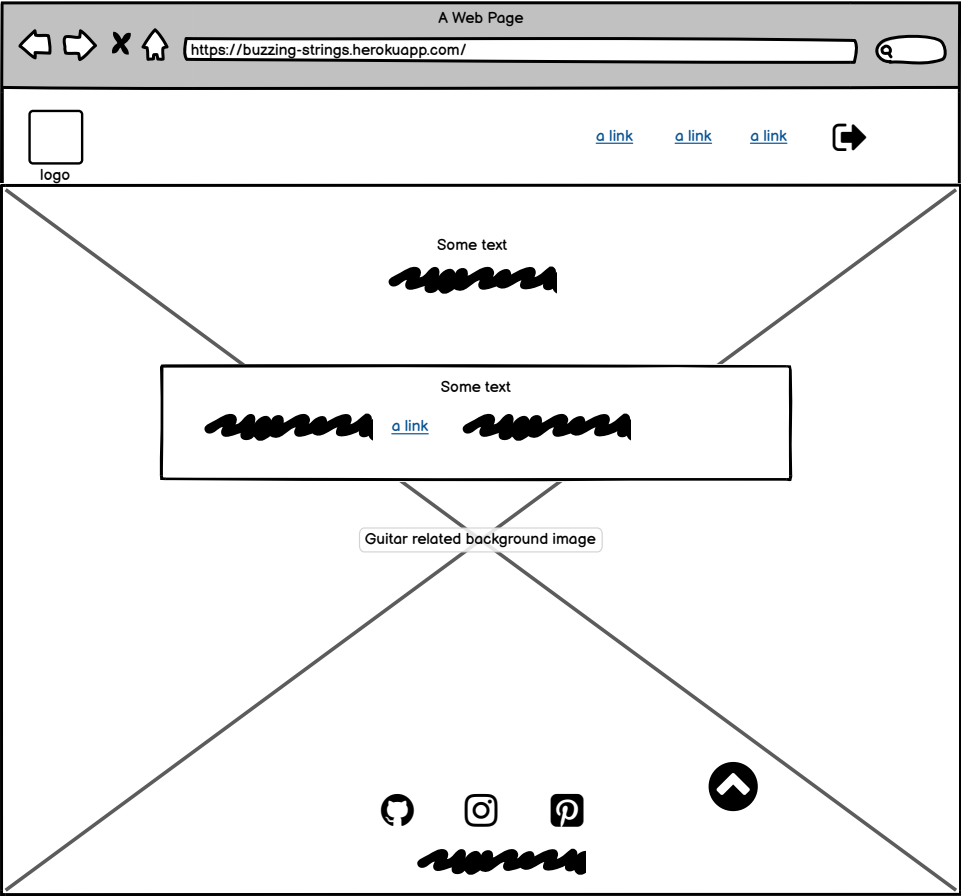 A Web Page
https://buzzing-strings.herokuapp.com/
a link a link a link
logo
Some text
Some text
a link
Guitar related background image